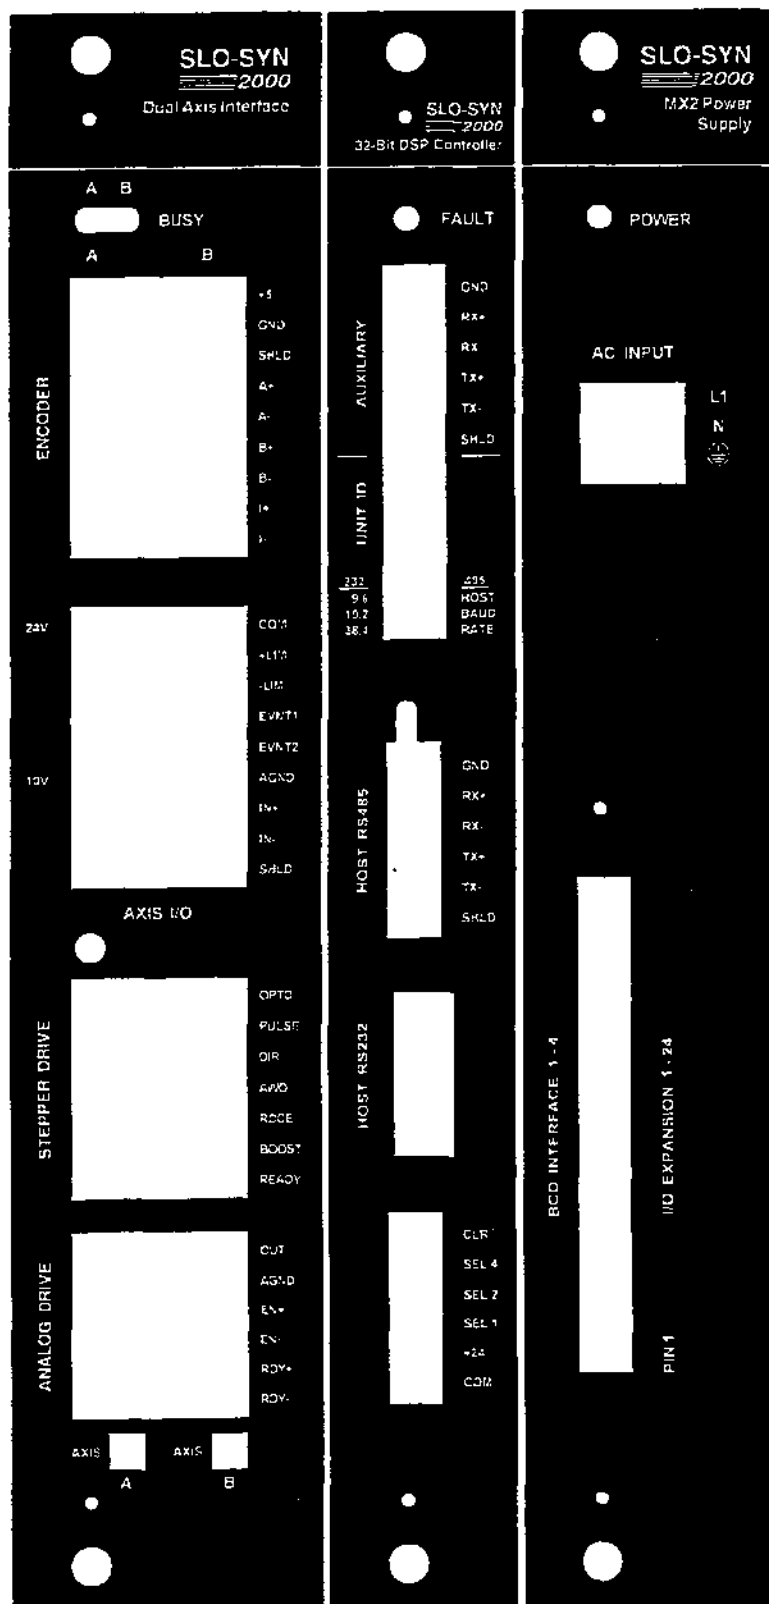 SLO-SYN
2000
Dual Axis Interface
A B
BUSY
A B
ENCODER
+5
GND
SHLD
A+
A-
B+
B-
I+
I-
24V
10V
COM
+LIM
-LIM
EVNT1
EVNT2
AGND
IN+
IN-
SHLD
AXIS I/O
STEPPER DRIVE
OPTO
PULSE
DIR
AWO
RDCE
BOOST
READY
ANALOG DRIVE
OUT
AGND
EN+
EN-
RDY+
RDY-
AXIS AXIS
A B
SLO-SYN
2000
32-Bit DSP Controller
FAULT
AUXILIARY
GND
RX+
RX
TX+
TX-
SHLD
UNIT ID
232 485
9.6 HOST
19.2 BAUD
38.4 RATE
HOST RS485
GND
RX+
RX-
TX+
TX-
SHLD
HOST RS232
CLR
SEL 4
SEL 2
SEL 1
+24
COM
SLO-SYN
2000
MX2 Power
Supply
POWER
AC INPUT
L1
N
BCD INTERFACE 1-4
I/O EXPANSION 1-24
PIN 1